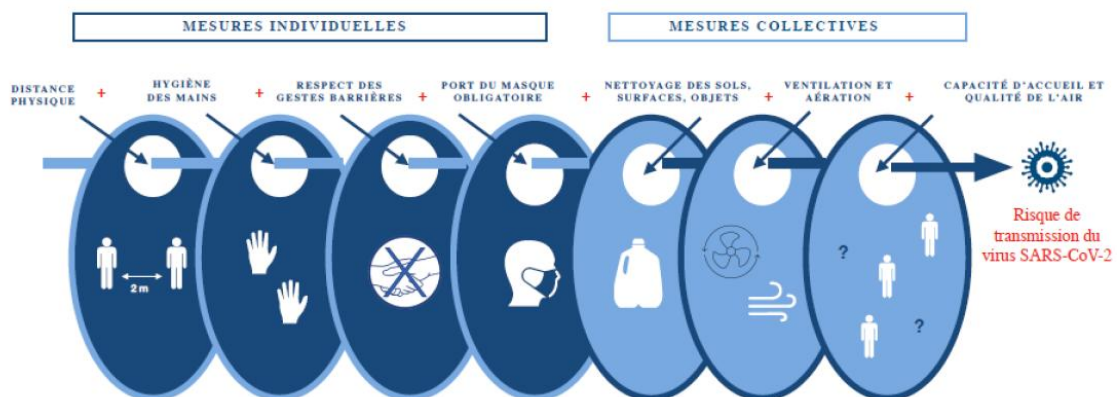 MESURES INDIVIDUELLES
MESURES COLLECTIVES
DISTANCE
PHYSIQUE
+
HYGIÈNE
DES MAINS
+
RESPECT DES
GESTES BARRIÈRES
+
PORT DU MASQUE
OBLIGATOIRE
+
NETTOYAGE DES SOLS,
SURFACES, OBJETS
+
VENTILATION ET
AÉRATION
+
CAPACITÉ D'ACCUEIL ET
QUALITÉ DE L'AIR
2 m
?
?
Risque de
transmission du
virus SARS-CoV-2